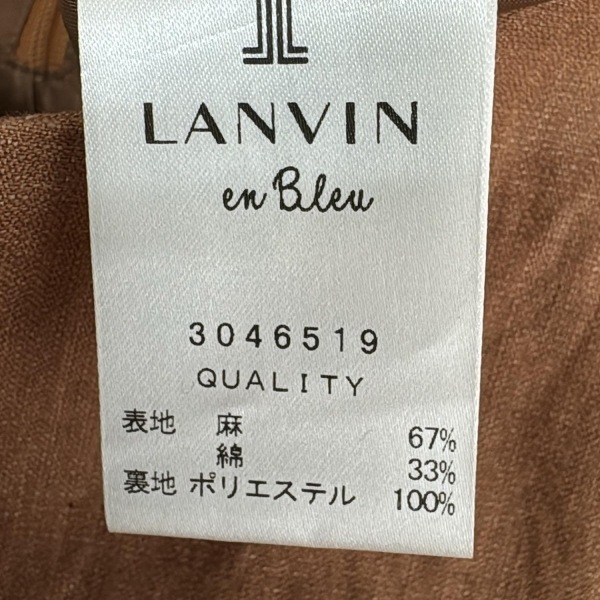 LANVIN
en Bleu
3046519
QUALITY
表地 麻 67%
綿 33%
裏地 ポリエステル 100%